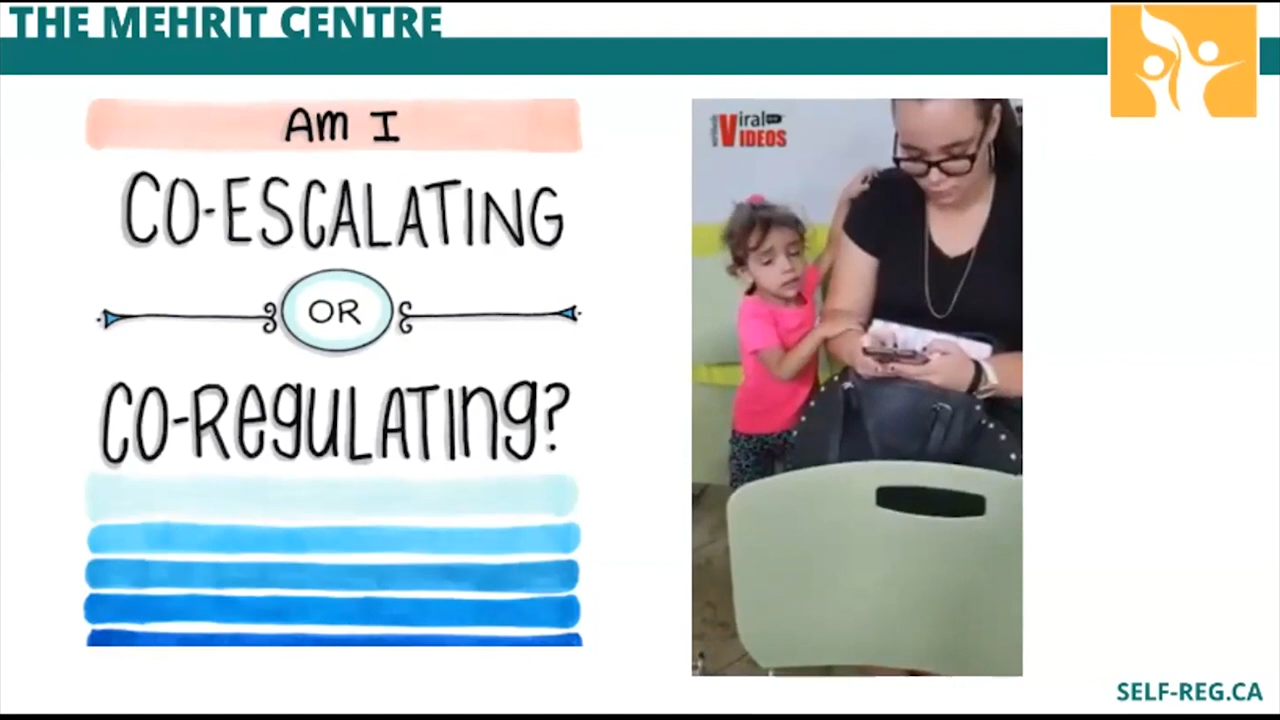 THE MEHRIT CENTRE
Am I
CO-ESCALATING
OR
CO-REGULATING?
Viral
VIDEOS
SELF-REG.CA